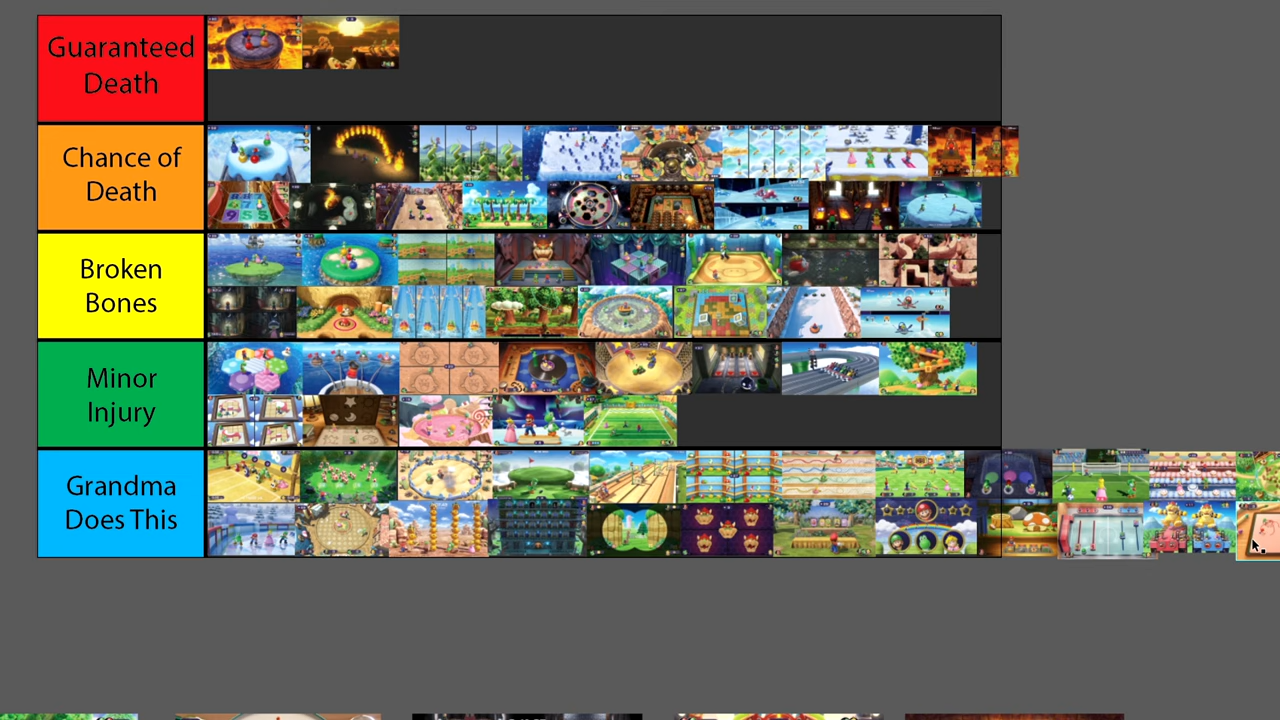 Guaranteed
Death
Chance of
Death
Broken
Bones
Minor
Injury
Grandma
Does This